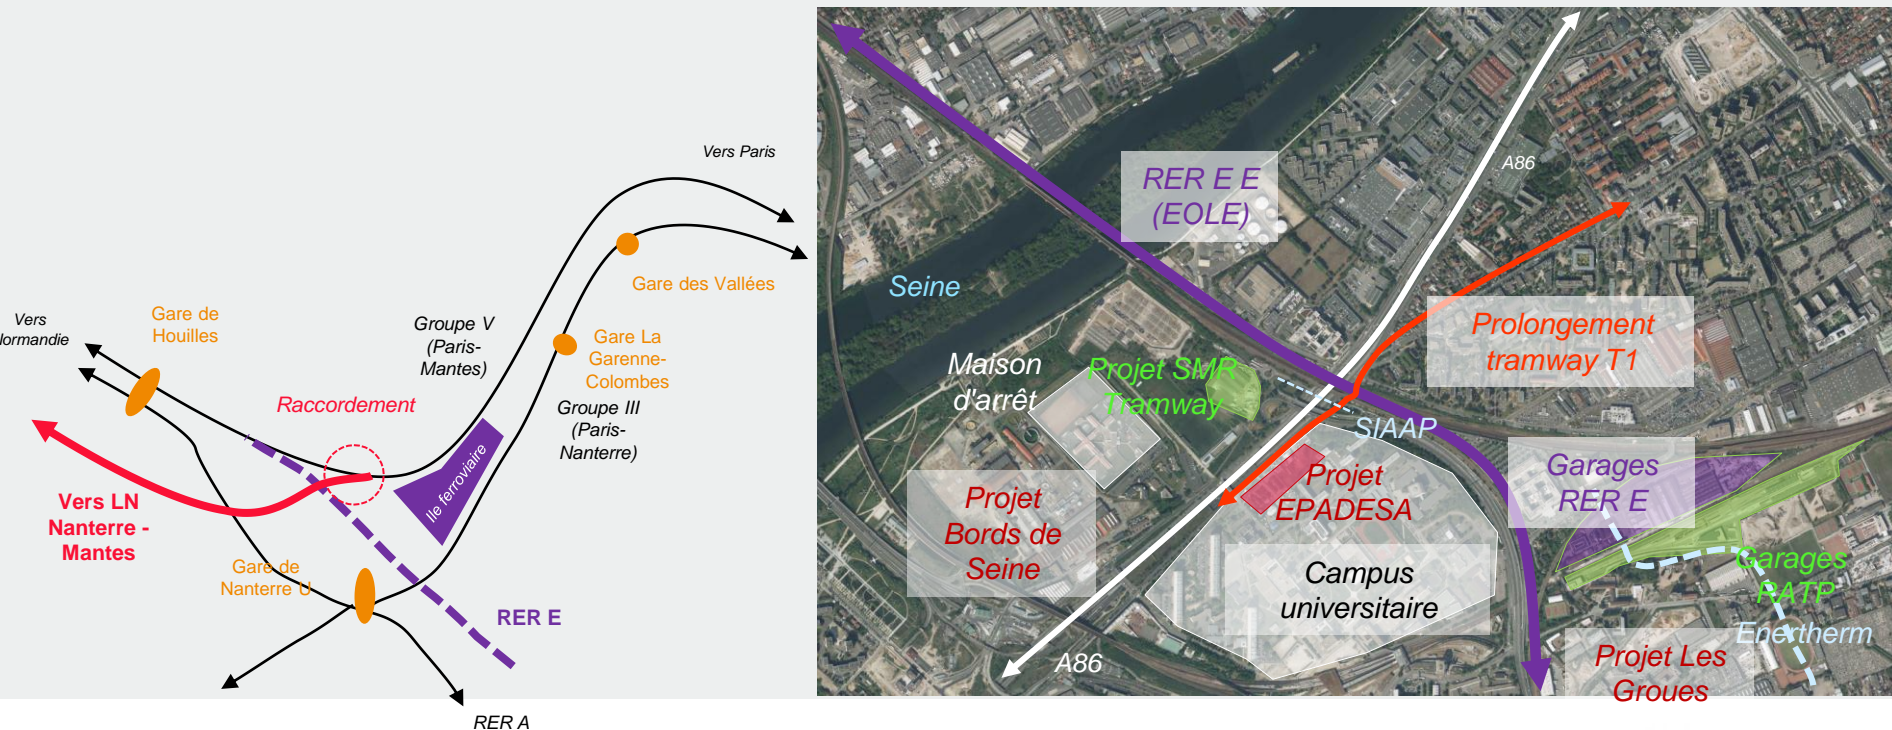 Vers Paris
Gare des Vallées
Vers
Normandie
Gare de
Houilles
Groupe V
(Paris-
Mantes)
Gare La
Garenne-
Colombes
Raccordement
Groupe III
(Paris-
Nanterre)
Ile ferroviaire
Vers LN
Nanterre -
Mantes
Gare de
Nanterre U
RER E
RER A
A86
RER E E
(EOLE)
Seine
Prolongement
tramway T1
Maison
d'arrêt
Projet SMR
Tramway
SIAAP
Projet
EPADESA
Garages
RER E
Projet
Bords de
Seine
Campus
universitaire
Garages
RATP
Enertherm
A86
Projet Les
Groues